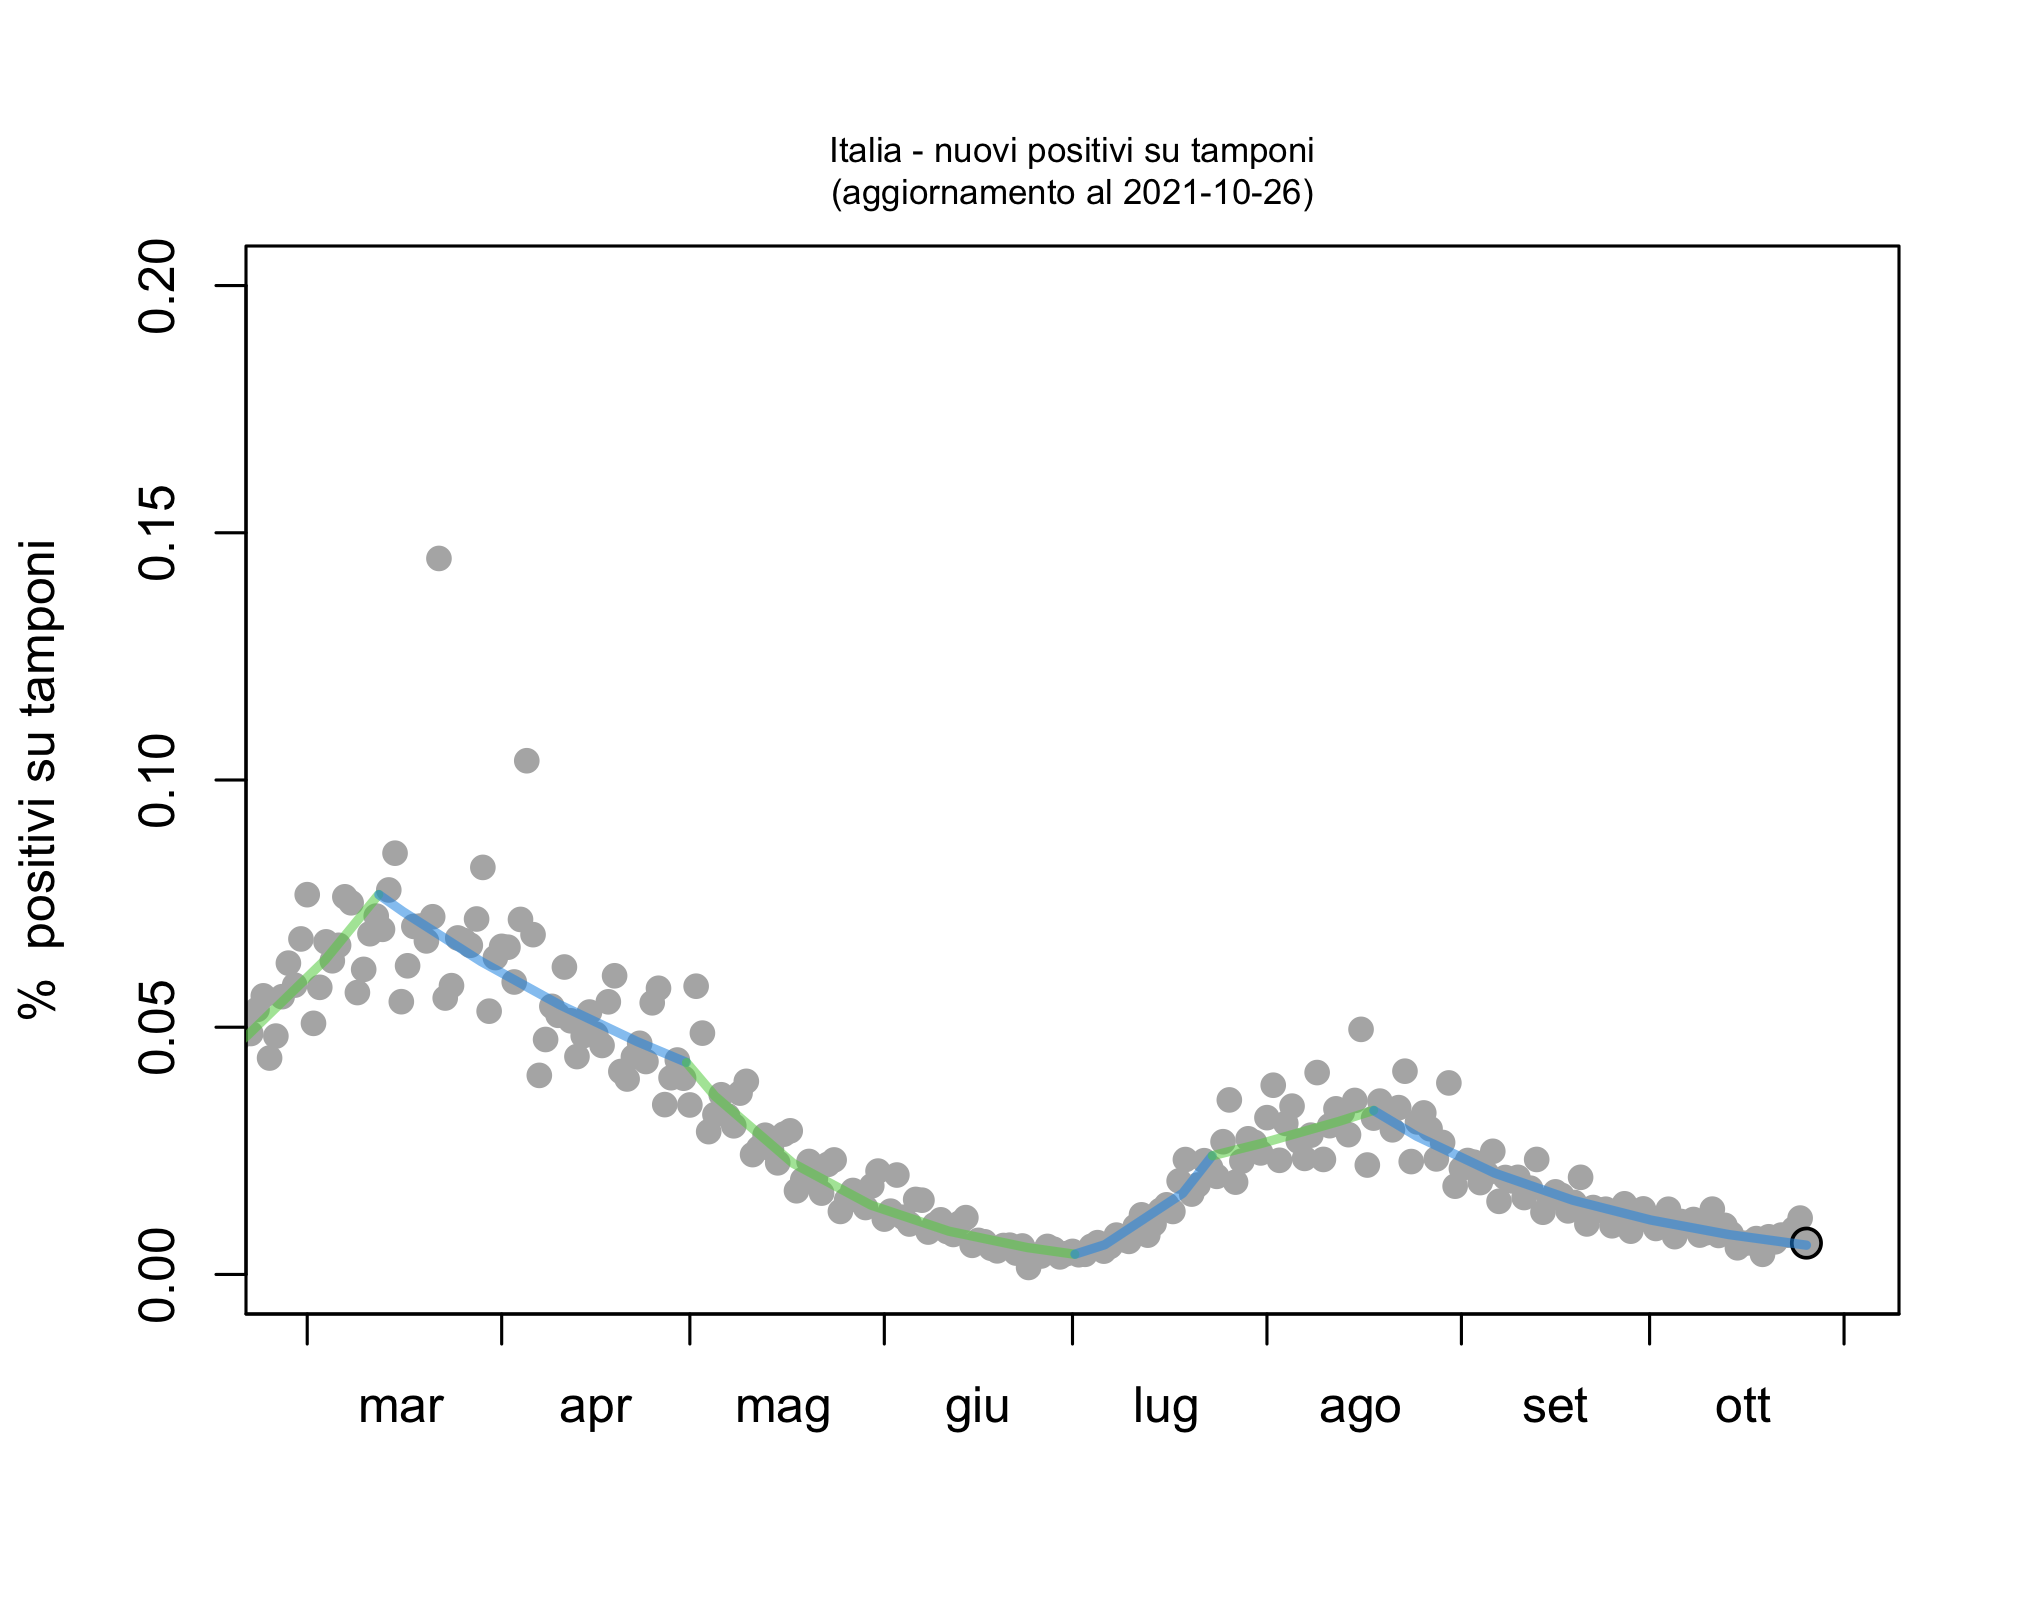 Italia - nuovi positivi su tamponi
(aggiornamento al 2021-10-26)
% positivi su tamponi
0.20
0.15
0.10
0.05
0.00
mar apr mag giu lug ago set ott